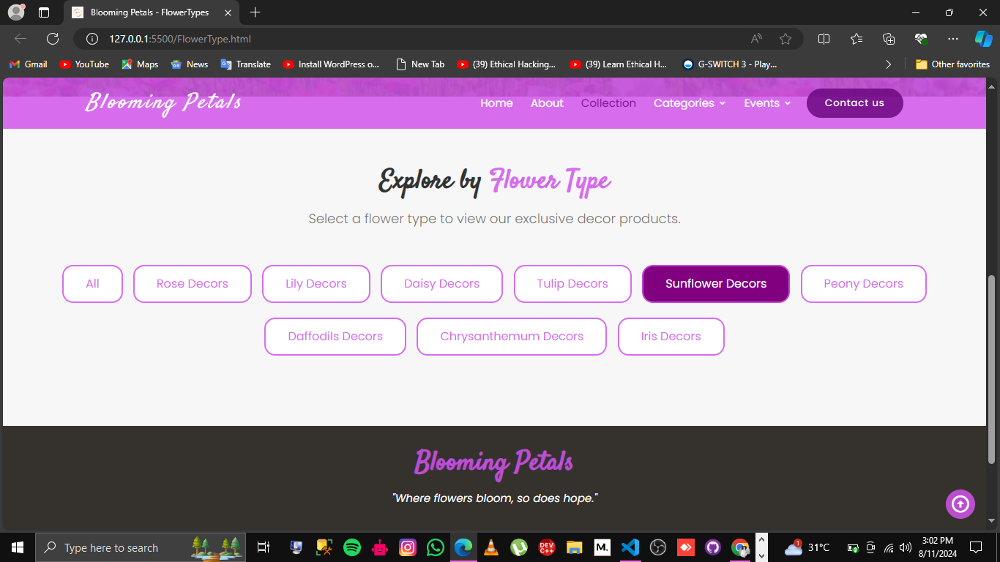 Blooming Petals - FlowerTypes
127.0.0.1:5500/FlowerType.html
Gmail YouTube Maps News Translate Install WordPress o... New Tab (39) Ethical Hacking... (39) Learn Ethical H... G-SWITCH 3 - Play... Other favorites
Blooming Petals Home About Collection Categories Events Contact us
Explore by Flower Type
Select a flower type to view our exclusive decor products.
All Rose Decors Lily Decors Daisy Decors Tulip Decors Sunflower Decors Peony Decors
Daffodils Decors Chrysanthemum Decors Iris Decors
Blooming Petals
"Where flowers bloom, so does hope."
Type here to search DEV C++ M. 1 31°C 3:02 PM
8/11/2024